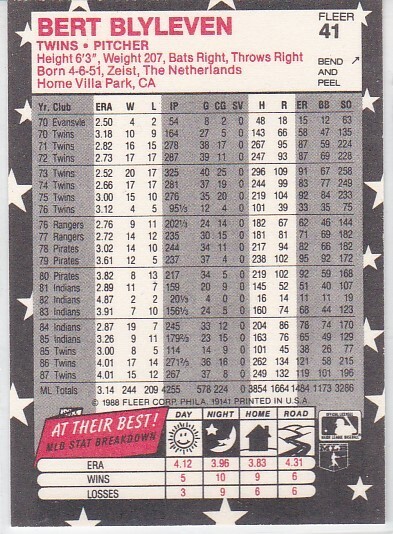 BERT BLYLEVEN
TWINS • PITCHER
Height 6'3", Weight 207, Bats Right, Throws Right
Born 4-6-51, Zeist, The Netherlands
Home Villa Park, CA
FLEER
41
BEND
AND
PEEL
Yr. Club ERA W L IP G CG SV H R ER BB SO
70 Evansvle 2.50 4 2 54 8 2 0 48 18 15 12 63
70 Twins 3.18 10 9 164 27 5 0 143 66 58 47 135
71 Twins 2.82 16 15 278 38 17 0 267 95 87 59 224
72 Twins 2.73 17 17 287 39 11 0 247 93 87 69 228
73 Twins 2.52 20 17 325 40 25 0 296 109 91 67 258
74 Twins 2.66 17 17 281 37 19 0 244 99 83 77 249
75 Twins 3.00 15 10 276 35 20 0 219 104 92 84 233
76 Twins 3.12 4 5 95⅓ 12 4 0 101 39 33 35 75
76 Rangers 2.76 9 11 202⅓ 24 14 0 182 67 62 46 144
77 Rangers 2.72 14 12 235 30 15 0 181 81 71 69 182
78 Pirates 3.02 14 10 244 34 11 0 217 94 82 66 182
79 Pirates 3.61 12 5 237 37 4 0 238 102 95 92 172
80 Pirates 3.82 8 13 217 34 5 0 219 102 92 59 168
81 Indians 2.89 11 7 159 20 9 0 145 52 51 40 107
82 Indians 4.87 2 2 20⅓ 4 0 0 16 14 11 11 19
83 Indians 3.91 7 10 156⅓ 24 5 0 160 74 68 44 123
84 Indians 2.87 19 7 245 33 12 0 204 86 78 74 170
85 Indians 3.26 9 11 179⅔ 23 15 0 163 76 65 49 129
85 Twins 3.00 8 5 114 14 9 0 101 45 38 26 77
86 Twins 4.01 17 14 271⅔ 36 16 0 262 134 121 58 215
87 Twins 4.01 15 12 267 37 8 0 249 132 119 101 196
ML Totals 3.14 244 209 4255 578 224 0 3854 1664 1484 1173 3286
© 1988 FLEER CORP. PHILA. 19141 PRINTED IN U.S.A.
AT THEIR BEST!
MLB STAT BREAKDOWN
DAY NIGHT HOME ROAD
ERA 4.12 3.96 3.83 4.31
WINS 5 10 9 6
LOSSES 3 9 6 6